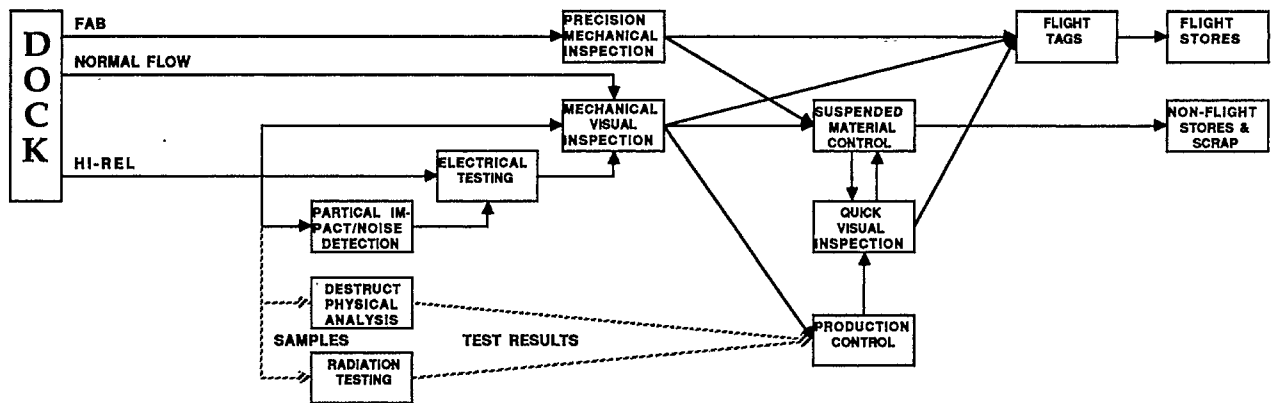 DOCK
FAB
NORMAL FLOW
HI-REL
PRECISION
MECHANICAL
INSPECTION
MECHANICAL
VISUAL
INSPECTION
ELECTRICAL
TESTING
PARTICAL IM-
PACT/NOISE
DETECTION
DESTRUCT
PHYSICAL
ANALYSIS
SAMPLES
TEST RESULTS
RADIATION
TESTING
SUSPENDED
MATERIAL
CONTROL
QUICK
VISUAL
INSPECTION
PRODUCTION
CONTROL
FLIGHT
TAGS
FLIGHT
STORES
NON-FLIGHT
STORES &
SCRAP